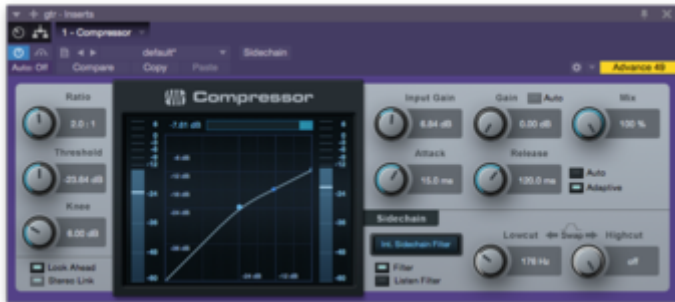 gtr - Inserts
1 - Compressor
default*
Sidechain
Auto: Off
Compare
Copy
Paste
Advance 49
Compressor
Ratio
2.0 : 1
Threshold
-23.64 dB
Knee
6.00 dB
Look Ahead
Stereo Link
-7.81 dB
Input Gain
6.84 dB
Gain
Auto
0.00 dB
Mix
100 %
Attack
15.0 ms
Release
120.0 ms
Auto
Adaptive
Sidechain
Int. Sidechain Filter
Filter
Listen Filter
Lowcut
Swap
Highcut
178 Hz
off